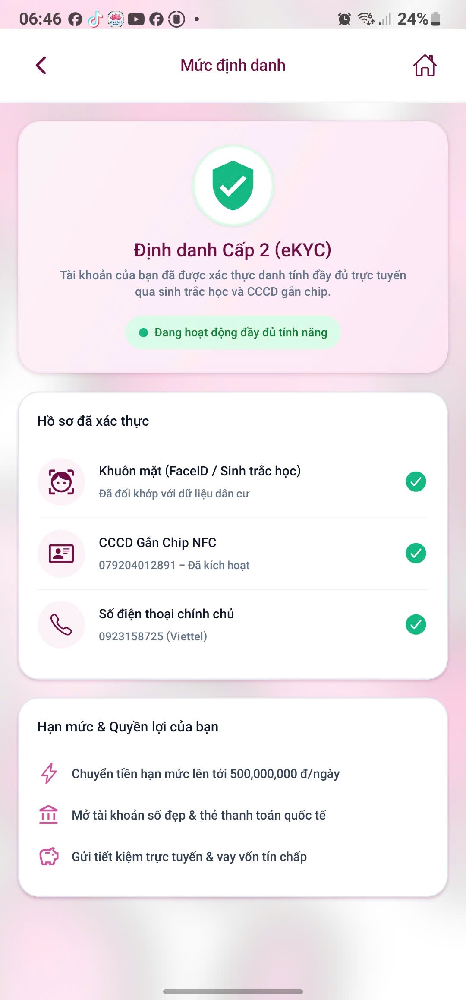 06:46
SEN HỒNG
BANK
24%
Mức định danh
Định danh Cấp 2 (eKYC)
Tài khoản của bạn đã được xác thực danh tính đầy đủ trực tuyến
qua sinh trắc học và CCCD gắn chip.
Đang hoạt động đầy đủ tính năng
Hồ sơ đã xác thực
Khuôn mặt (FaceID / Sinh trắc học)
Đã đối khớp với dữ liệu dân cư
CCCD Gắn Chip NFC
079204012891 – Đã kích hoạt
Số điện thoại chính chủ
0923158725 (Viettel)
Hạn mức & Quyền lợi của bạn
Chuyển tiền hạn mức lên tới 500,000,000 đ/ngày
Mở tài khoản số đẹp & thẻ thanh toán quốc tế
Gửi tiết kiệm trực tuyến & vay vốn tín chấp